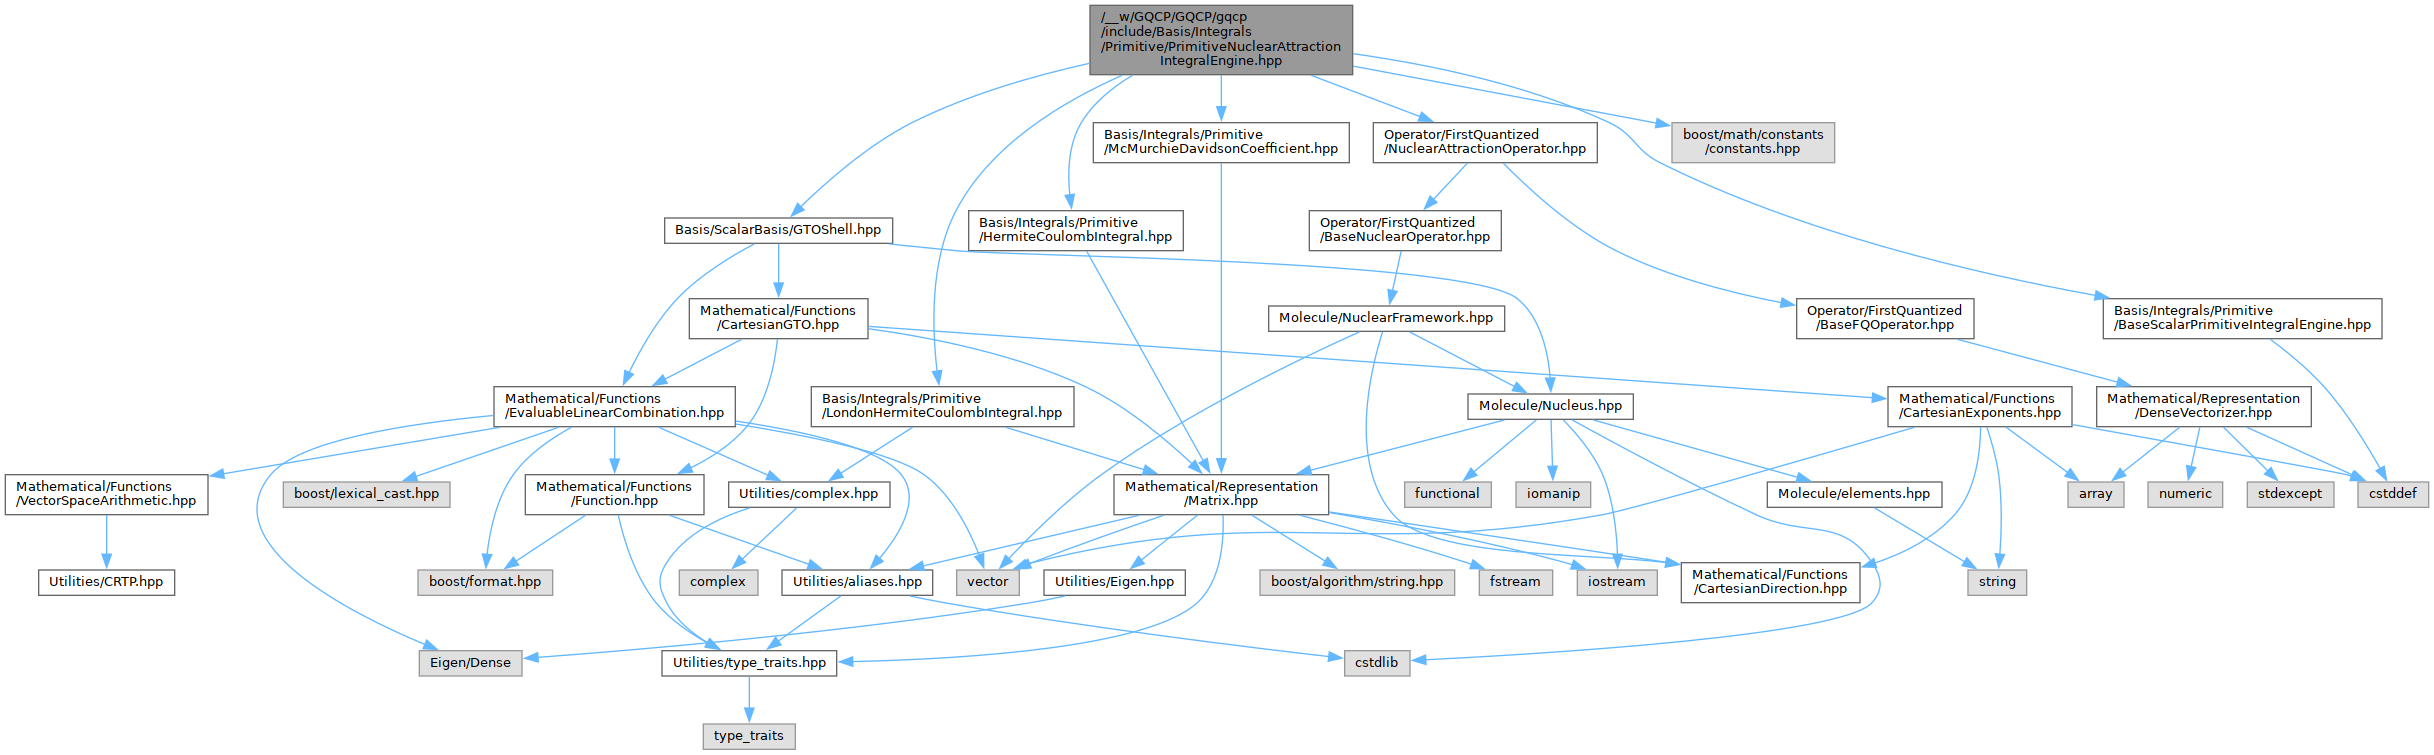 /__w/GQCP/GQCP/gqcp
/include/Basis/Integrals
/Primitive/PrimitiveNuclearAttraction
IntegralEngine.hpp
Basis/Integrals/Primitive
/McMurchieDavidsonCoefficient.hpp
Operator/FirstQuantized
/NuclearAttractionOperator.hpp
boost/math/constants
/constants.hpp
Basis/ScalarBasis/GTOShell.hpp
Basis/Integrals/Primitive
/HermiteCoulombIntegral.hpp
Operator/FirstQuantized
/BaseNuclearOperator.hpp
Mathematical/Functions
/CartesianGTO.hpp
Molecule/NuclearFramework.hpp
Operator/FirstQuantized
/BaseFQOperator.hpp
Basis/Integrals/Primitive
/BaseScalarPrimitiveIntegralEngine.hpp
Mathematical/Functions
/EvaluableLinearCombination.hpp
Basis/Integrals/Primitive
/LondonHermiteCoulombIntegral.hpp
Molecule/Nucleus.hpp
Mathematical/Functions
/CartesianExponents.hpp
Mathematical/Representation
/DenseVectorizer.hpp
Mathematical/Functions
/VectorSpaceArithmetic.hpp
boost/lexical_cast.hpp
Mathematical/Functions
/Function.hpp
Utilities/complex.hpp
Mathematical/Representation
/Matrix.hpp
functional
iomanip
Molecule/elements.hpp
array
numeric
stdexcept
cstddef
Utilities/CRTP.hpp
boost/format.hpp
complex
Utilities/aliases.hpp
vector
Utilities/Eigen.hpp
boost/algorithm/string.hpp
fstream
iostream
Mathematical/Functions
/CartesianDirection.hpp
string
Eigen/Dense
Utilities/type_traits.hpp
cstdlib
type_traits